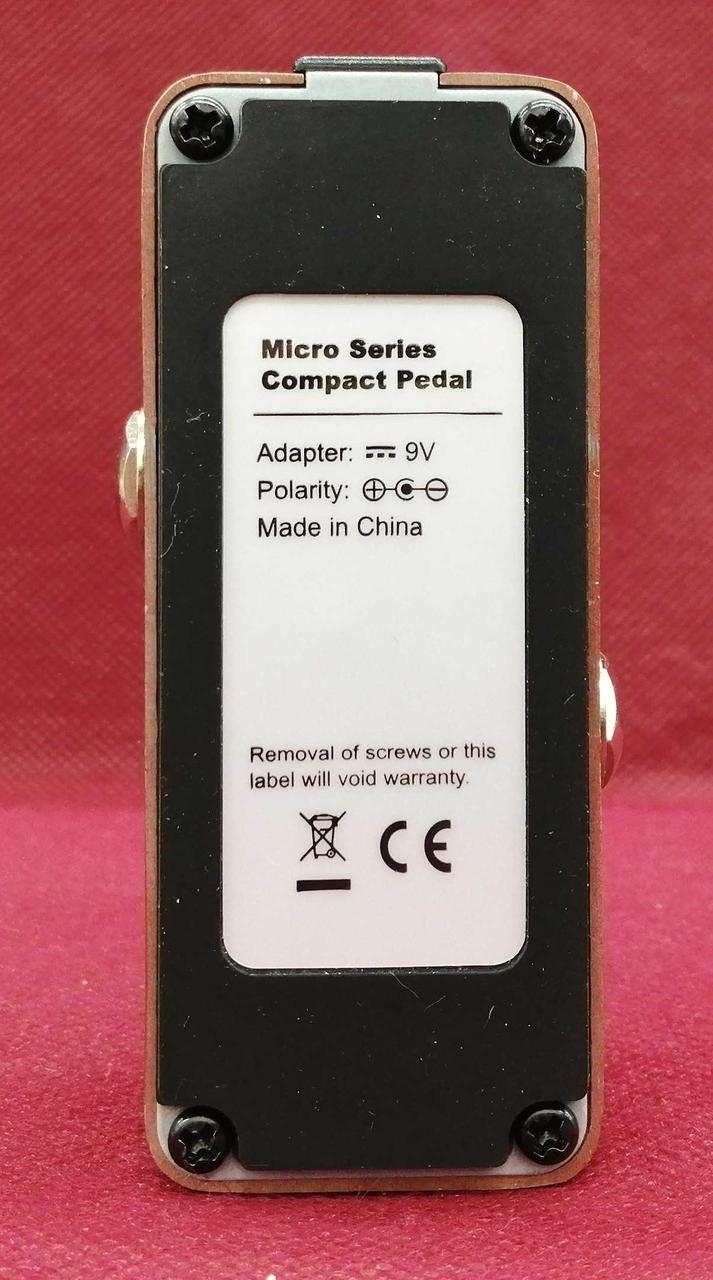 Micro Series
Compact Pedal
Adapter: ⎓ 9V
Polarity:
Made in China
Removal of screws or this
label will void warranty.
CE